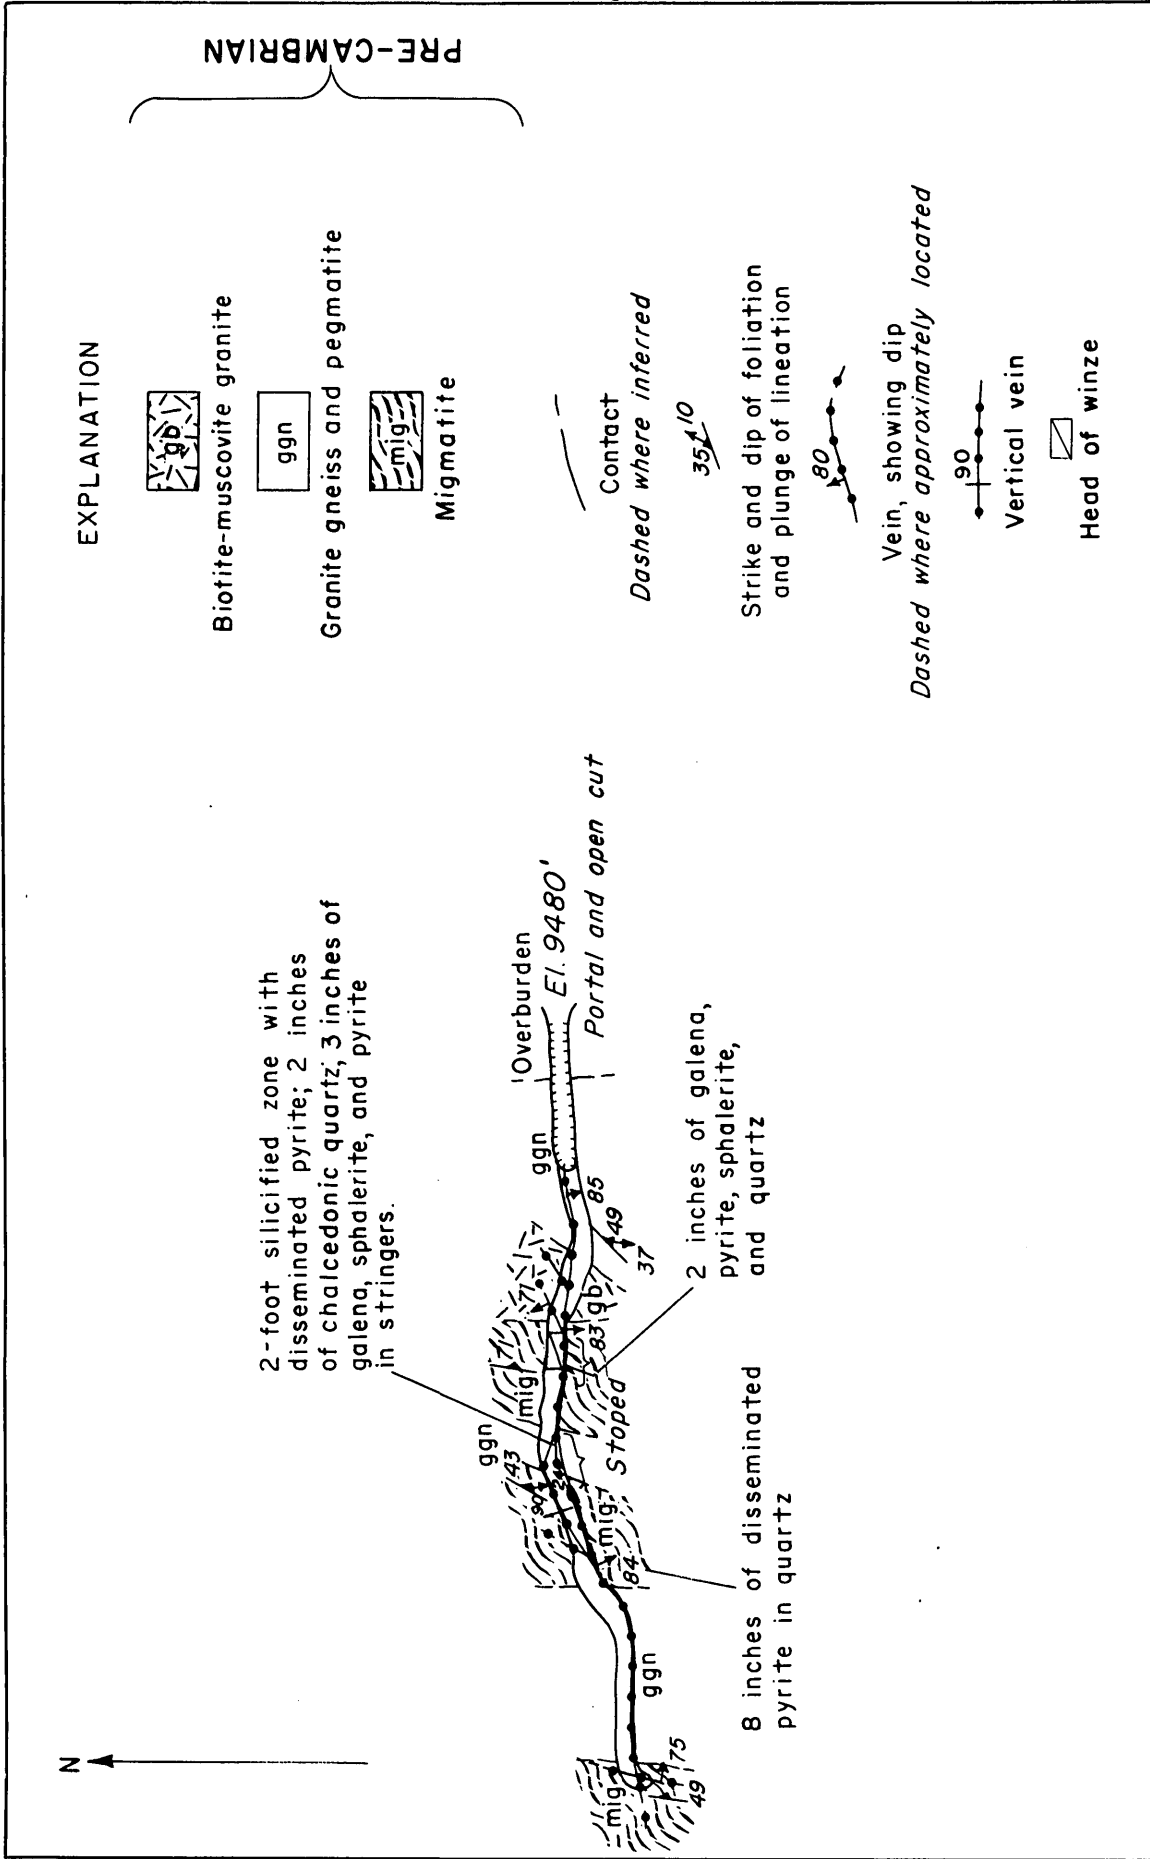 EXPLANATION
gb
Biotite-muscovite granite
ggn
Granite gneiss and pegmatite
mig
Migmatite
PRE-CAMBRIAN
Contact
Dashed where inferred
35 10
Strike and dip of foliation
and plunge of lineation
80
Vein, showing dip
Dashed where approximately located
90
Vertical vein
Head of winze
N
2-foot silicified zone with
disseminated pyrite; 2 inches
of chalcedonic quartz; 3 inches of
galena, sphalerite, and pyrite
in stringers.
Overburden
El. 9480'
Portal and open cut
ggn
85
49
37
71
gb
83
71
mig
ggn
43
90
24
Stoped
mig
84
ggn
mig
75
49
2 inches of galena,
pyrite, sphalerite,
and quartz
8 inches of disseminated
pyrite in quartz